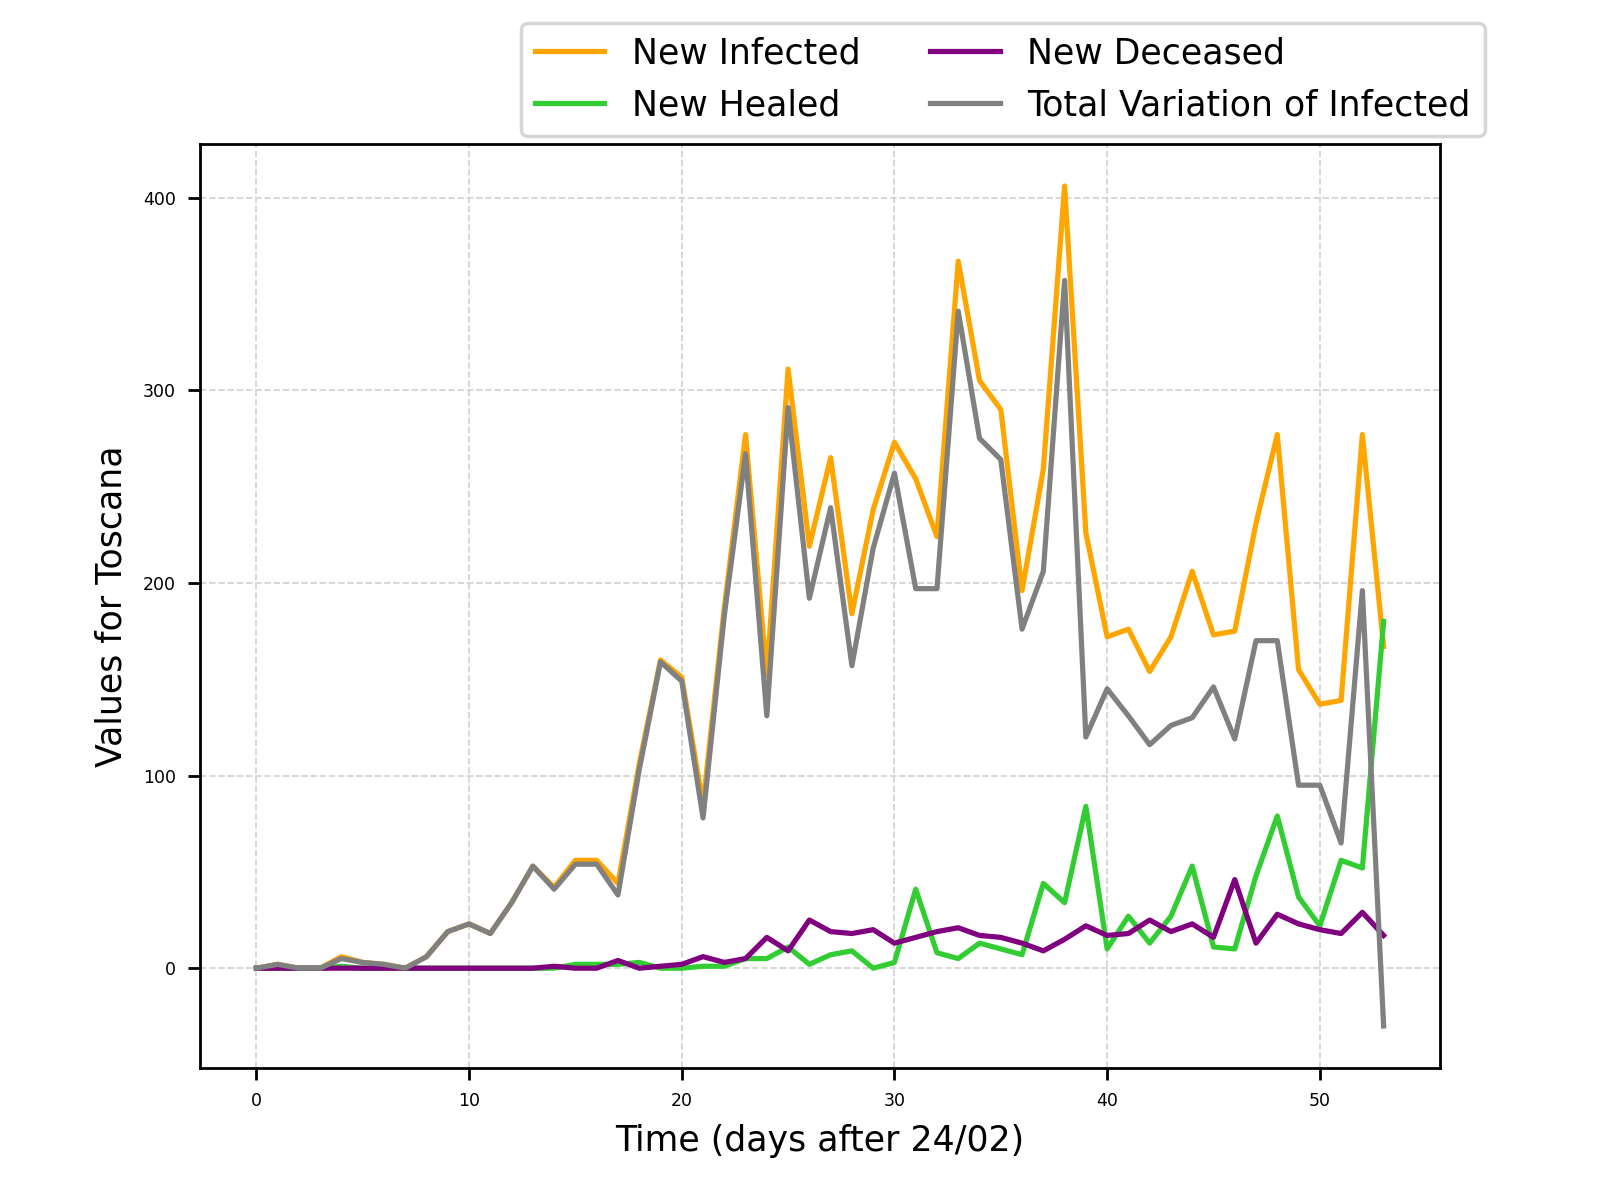 New Infected
New Healed
New Deceased
Total Variation of Infected
Values for Toscana
400
300
200
100
0
0 10 20 30 40 50
Time (days after 24/02)